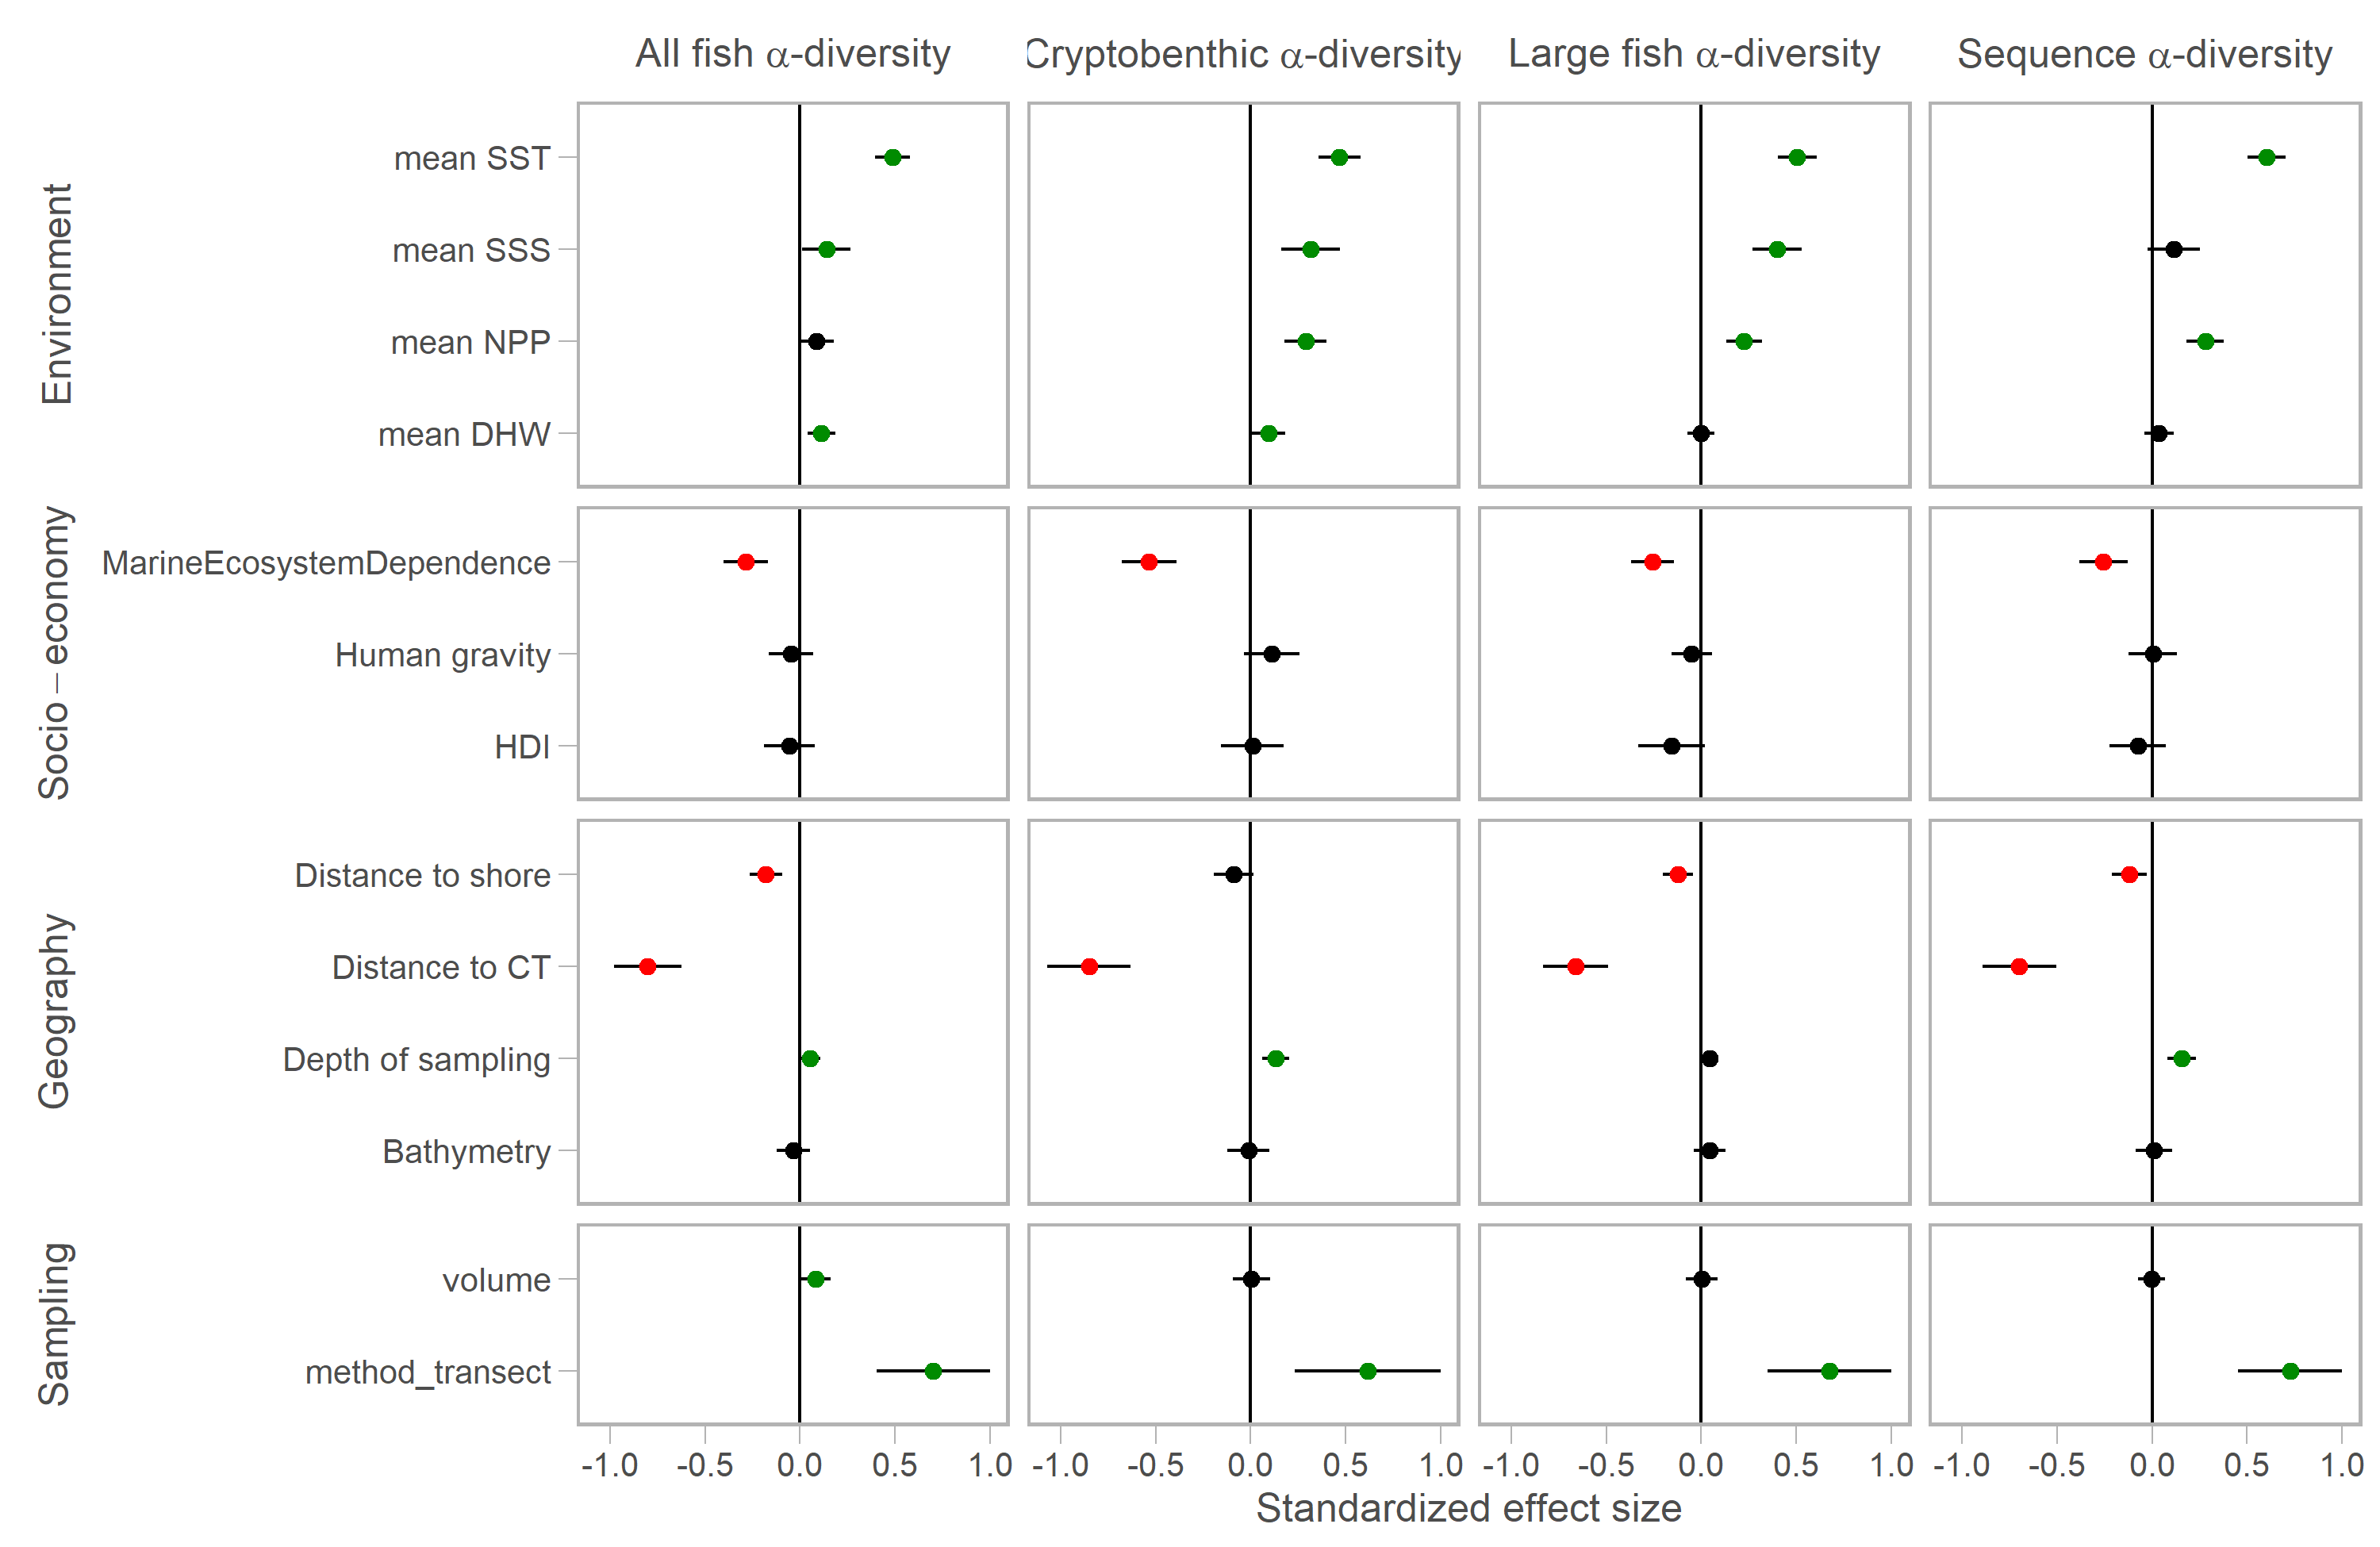 All fish α-diversity
Cryptobenthic α-diversity
Large fish α-diversity
Sequence α-diversity
Environment
mean SST
mean SSS
mean NPP
mean DHW
Socio – economy
MarineEcosystemDependence
Human gravity
HDI
Geography
Distance to shore
Distance to CT
Depth of sampling
Bathymetry
Sampling
volume
method_transect
-1.0 -0.5 0.0 0.5 1.0 -1.0 -0.5 0.0 0.5 1.0 -1.0 -0.5 0.0 0.5 1.0 -1.0 -0.5 0.0 0.5 1.0
Standardized effect size